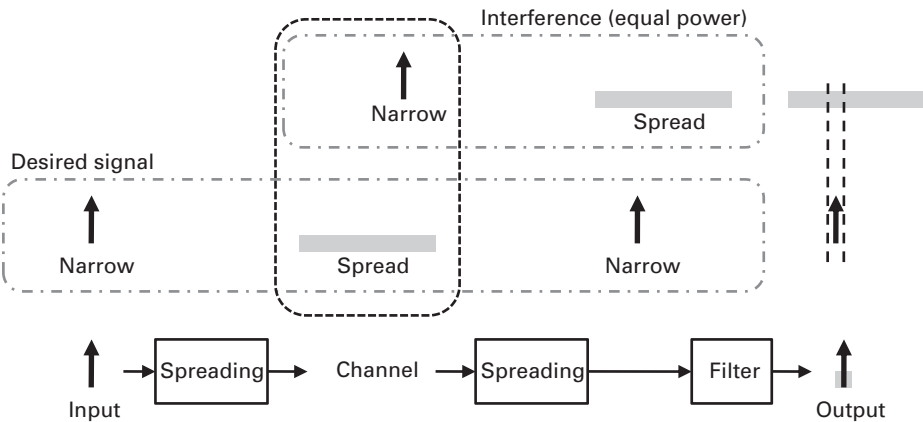 Interference (equal power)
Narrow
Spread
Desired signal
Narrow
Spread
Narrow
Spreading
Channel
Spreading
Filter
Input
Output